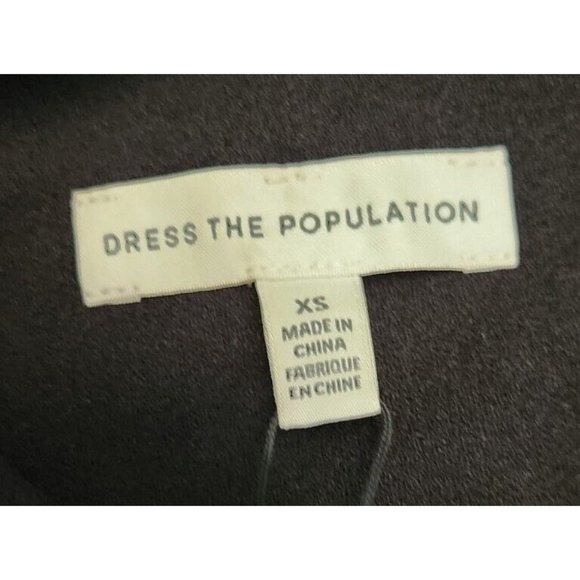 DRESS THE POPULATION
XS
MADE IN
CHINA
FABRIQUE
EN CHINE